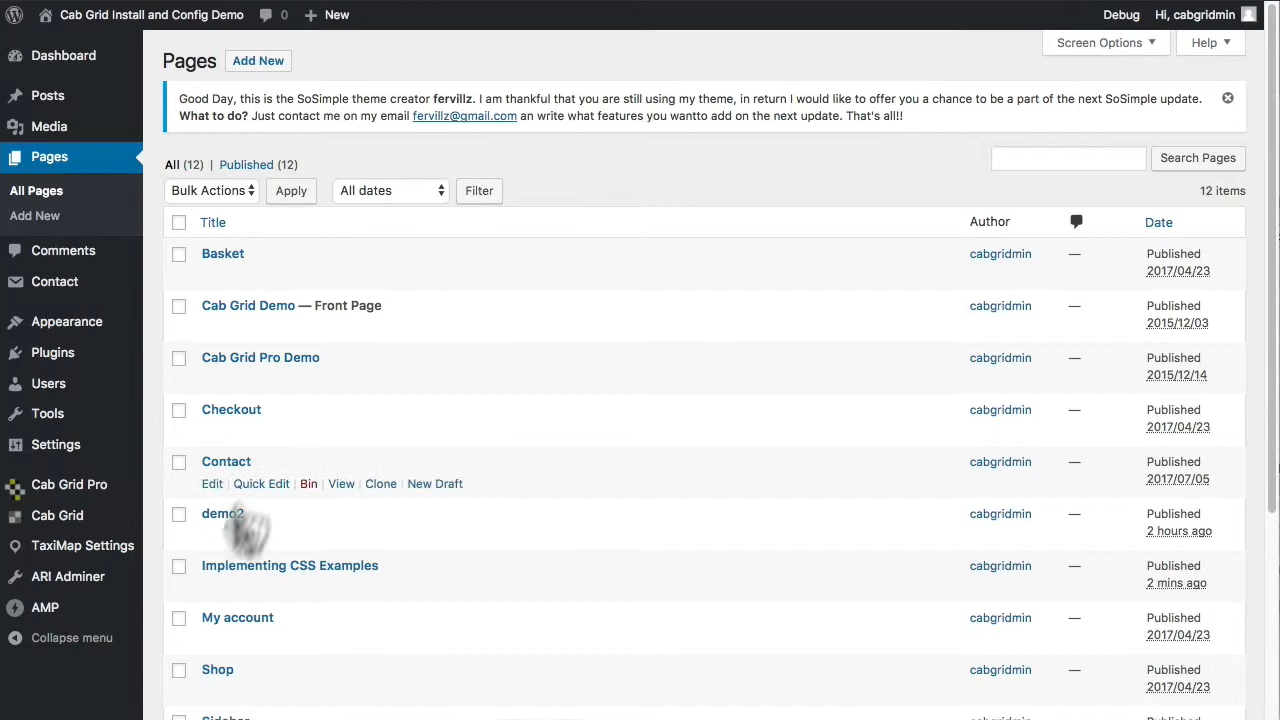 Cab Grid Install and Config Demo 0 New Debug Hi, cabgridmin
Dashboard
Posts
Media
Pages
All Pages
Add New
Comments
Contact
Appearance
Plugins
Users
Tools
Settings
Cab Grid Pro
Cab Grid
TaxiMap Settings
ARI Adminer
AMP
Collapse menu
Screen Options Help
Pages Add New
Good Day, this is the SoSimple theme creator fervillz. I am thankful that you are still using my theme, in return I would like to offer you a chance to be a part of the next SoSimple update.
What to do? Just contact me on my email fervillz@gmail.com an write what features you wantto add on the next update. That's all!!
All (12) | Published (12)
Search Pages
Bulk Actions Apply All dates Filter 12 items
Title Author Date
Basket cabgridmin — Published
2017/04/23
Cab Grid Demo — Front Page cabgridmin — Published
2015/12/03
Cab Grid Pro Demo cabgridmin — Published
2015/12/14
Checkout cabgridmin — Published
2017/04/23
Contact cabgridmin — Published
Edit | Quick Edit | Bin | View | Clone | New Draft 2017/07/05
demo2 cabgridmin — Published
2 hours ago
Implementing CSS Examples cabgridmin — Published
2 mins ago
My account cabgridmin — Published
2017/04/23
Shop cabgridmin — Published
2017/04/23